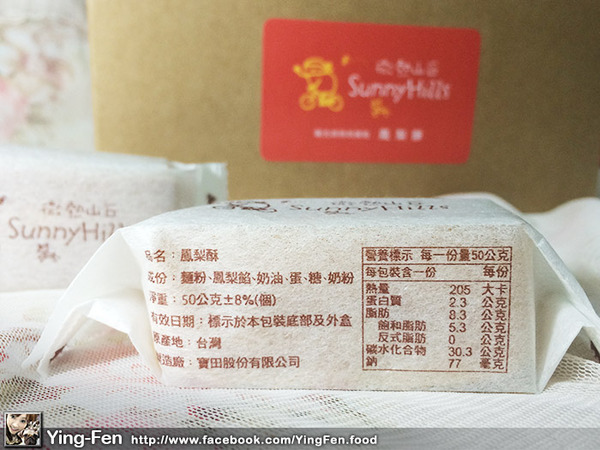 微熱山丘
SunnyHills
鳳梨酥
微熱山丘
SunnyHills
SunnyHills
品名：鳳梨酥
成份：麵粉、鳳梨餡、奶油、蛋、糖、奶粉
淨重：50公克±8%(個)
有效日期：標示於本包裝底部及外盒
原產地：台灣
製造廠：寶田股份有限公司
營養標示 每一份量50公克
每包裝含一份 每份
熱量 205 大卡
蛋白質 2.3 公克
脂肪 8.3 公克
飽和脂肪 5.3 公克
反式脂肪 0 公克
碳水化合物 30.3 公克
鈉 77 毫克
Ying-Fen http://www.facebook.com/YingFen.food